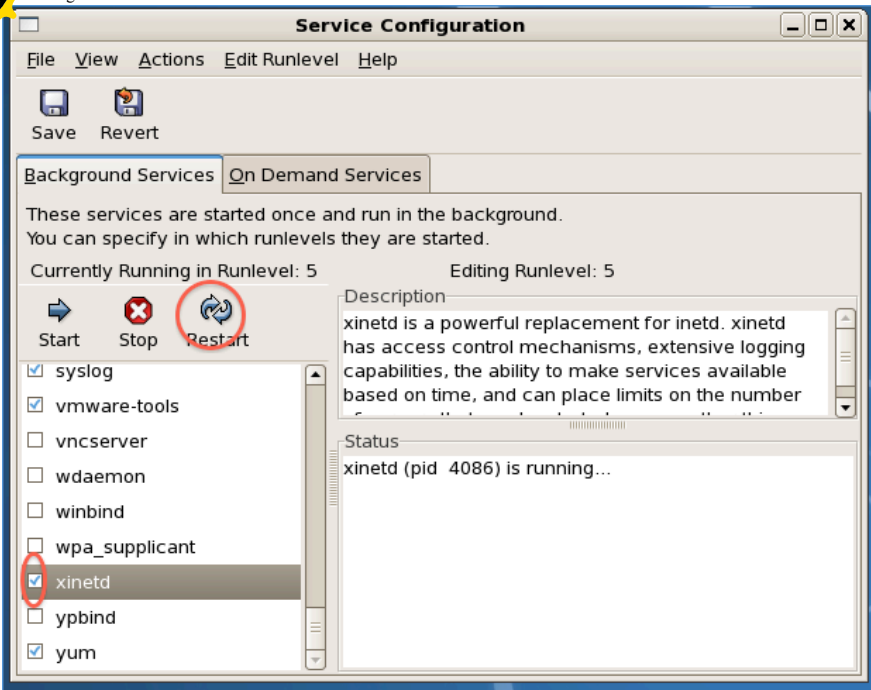 Service Configuration
File View Actions Edit Runlevel Help
Save Revert
Background Services On Demand Services
These services are started once and run in the background.
You can specify in which runlevels they are started.
Currently Running in Runlevel: 5 Editing Runlevel: 5
Start Stop Restart
syslog
vmware-tools
vncserver
wdaemon
winbind
wpa_supplicant
xinetd
ypbind
yum
Description
xinetd is a powerful replacement for inetd. xinetd
has access control mechanisms, extensive logging
capabilities, the ability to make services available
based on time, and can place limits on the number
Status
xinetd (pid 4086) is running...